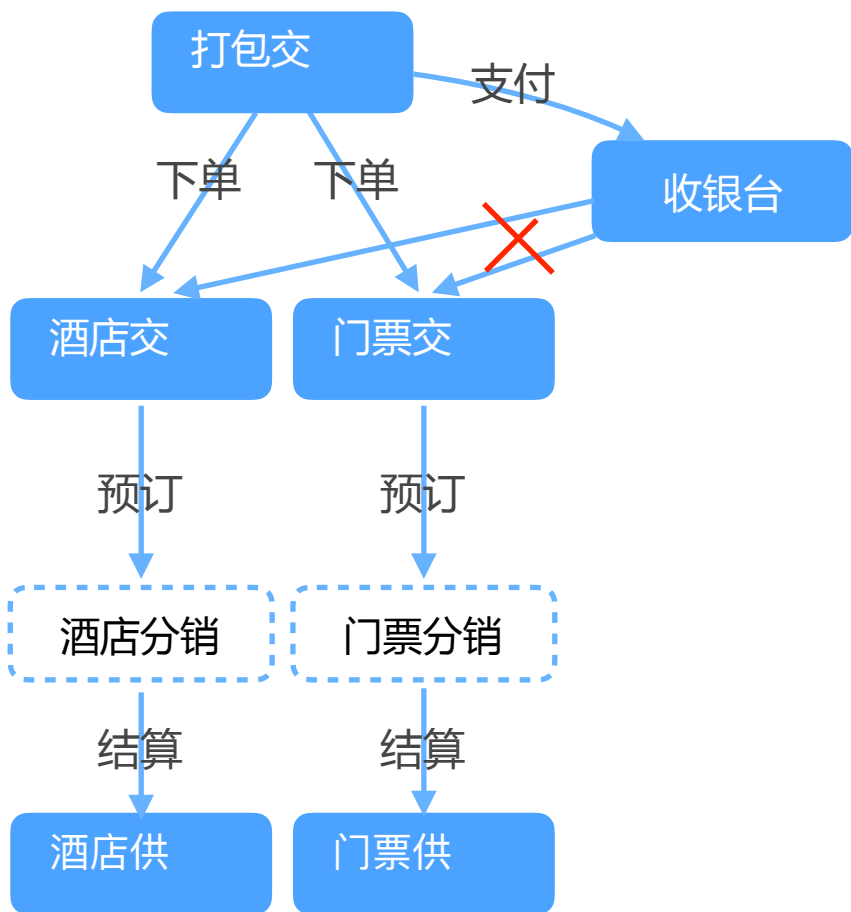 打包交
支付
下单
下单
收银台
酒店交
门票交
预订
预订
酒店分销
门票分销
结算
结算
酒店供
门票供